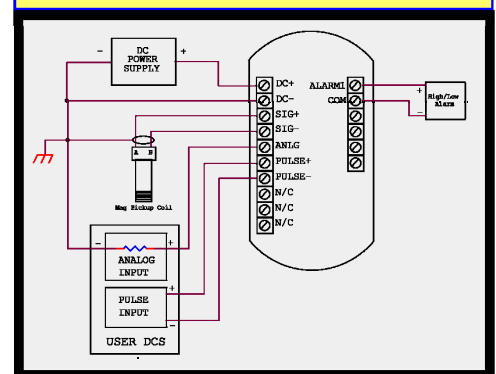 DC
POWER
SUPPLY
-
+
DC+
DC-
SIG+
SIG-
ANLG
PULSE+
PULSE-
N/C
N/C
N/C
ALARM1
COM
+
-
High/Low
Alarm
A B
Mag Pickup Coil
- +
ANALOG
INPUT
PULSE
INPUT
+
-
USER DCS